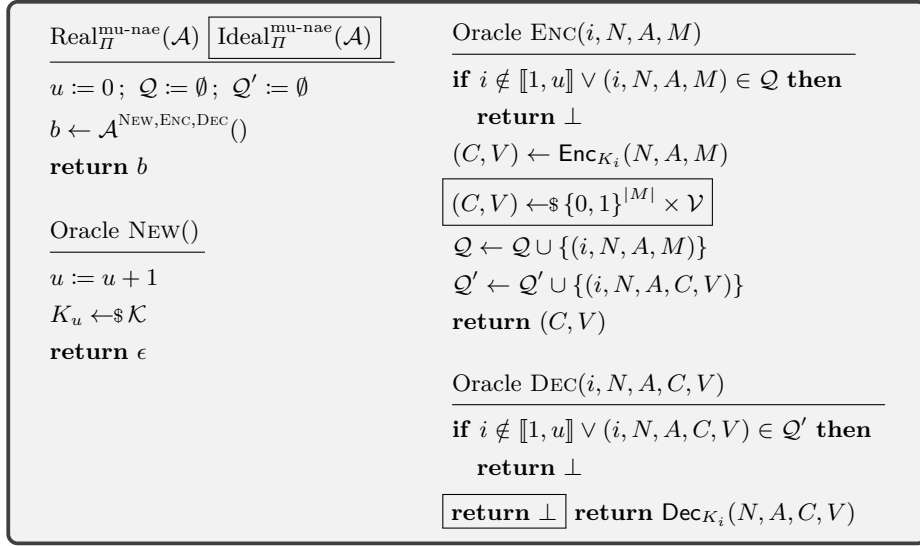 Real_Π^{mu-nae}(𝒜) Ideal_Π^{mu-nae}(𝒜)
u := 0 ; 𝒬 := ∅ ; 𝒬′ := ∅
b ← 𝒜^{New,Enc,Dec}()
return b
Oracle New()
u := u + 1
K_u ←$ 𝒦
return ϵ
Oracle Enc(i, N, A, M)
if i ∉ ⟦1, u⟧ ∨ (i, N, A, M) ∈ 𝒬 then
return ⊥
(C, V) ← Enc_{K_i}(N, A, M)
(C, V) ←$ {0, 1}^{|M|} × 𝒱
𝒬 ← 𝒬 ∪ {(i, N, A, M)}
𝒬′ ← 𝒬′ ∪ {(i, N, A, C, V)}
return (C, V)
Oracle Dec(i, N, A, C, V)
if i ∉ ⟦1, u⟧ ∨ (i, N, A, C, V) ∈ 𝒬′ then
return ⊥
return ⊥ return Dec_{K_i}(N, A, C, V)